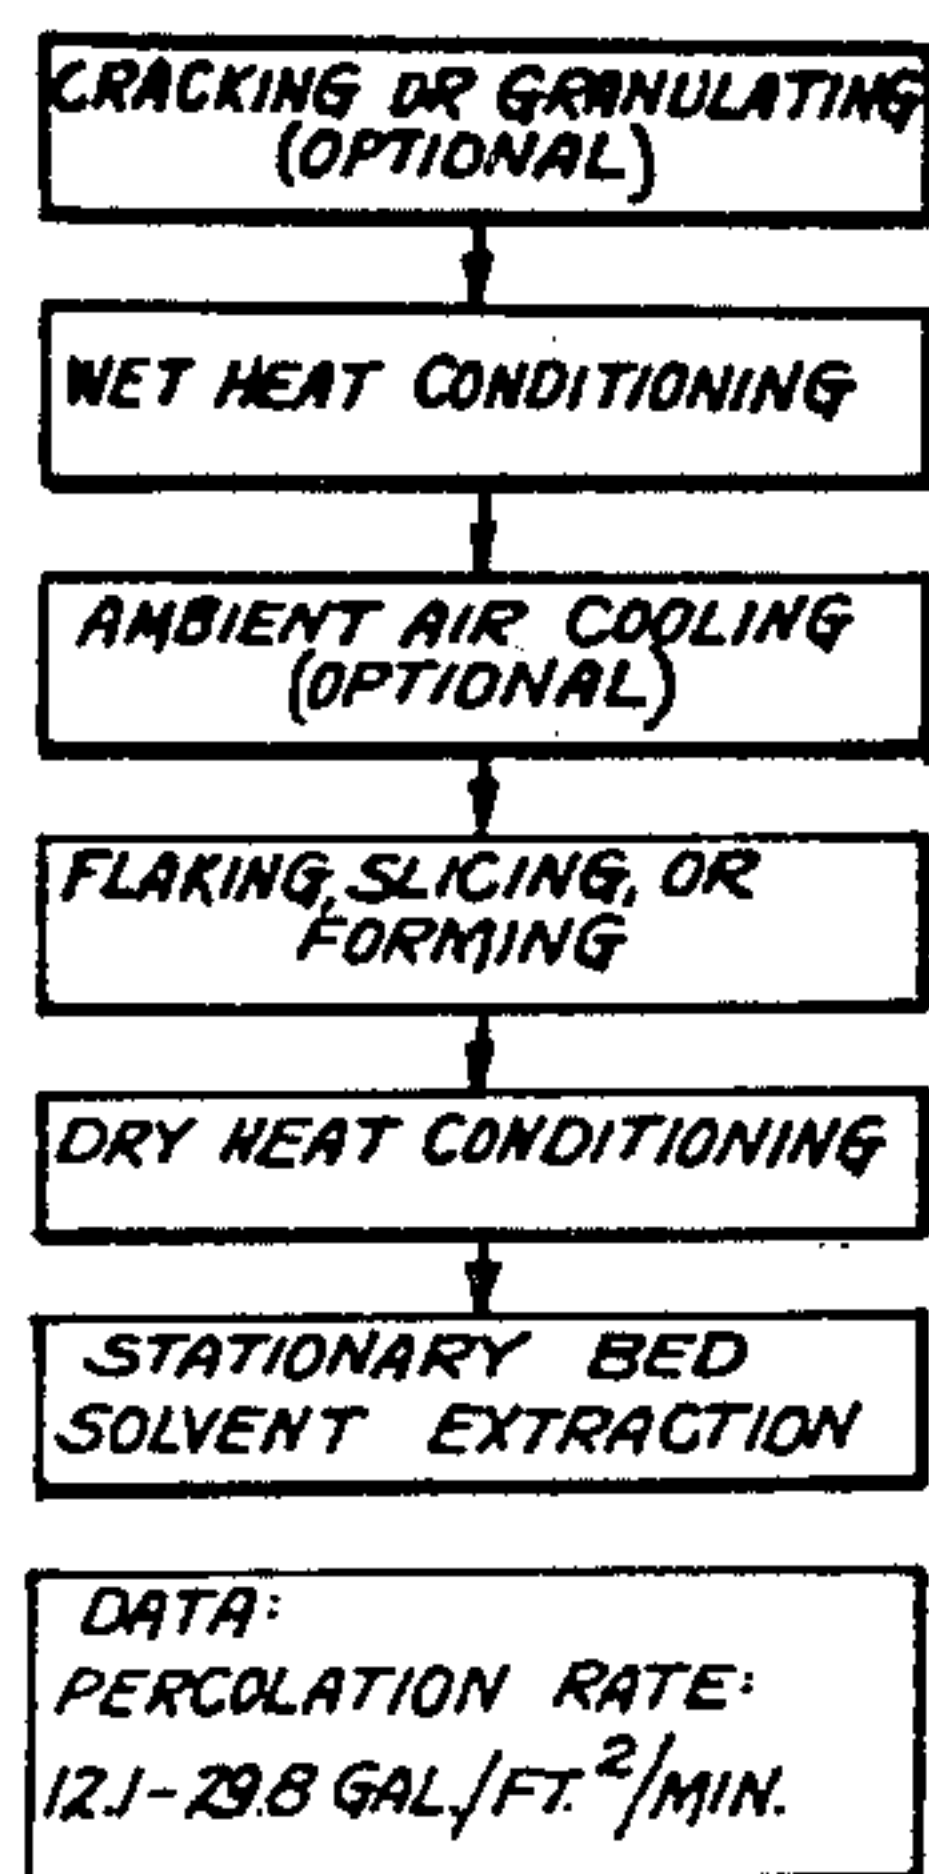 CRACKING OR GRANULATING
(OPTIONAL)
WET HEAT CONDITIONING
AMBIENT AIR COOLING
(OPTIONAL)
FLAKING, SLICING, OR
FORMING
DRY HEAT CONDITIONING
STATIONARY BED
SOLVENT EXTRACTION
DATA:
PERCOLATION RATE:
12.1-29.8 GAL./FT.²/MIN.